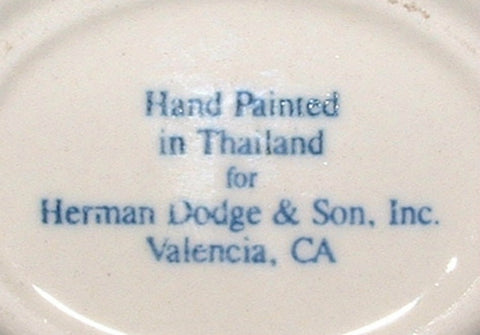 Hand Painted
in Thailand
for
Herman Dodge & Son, Inc.
Valencia, CA